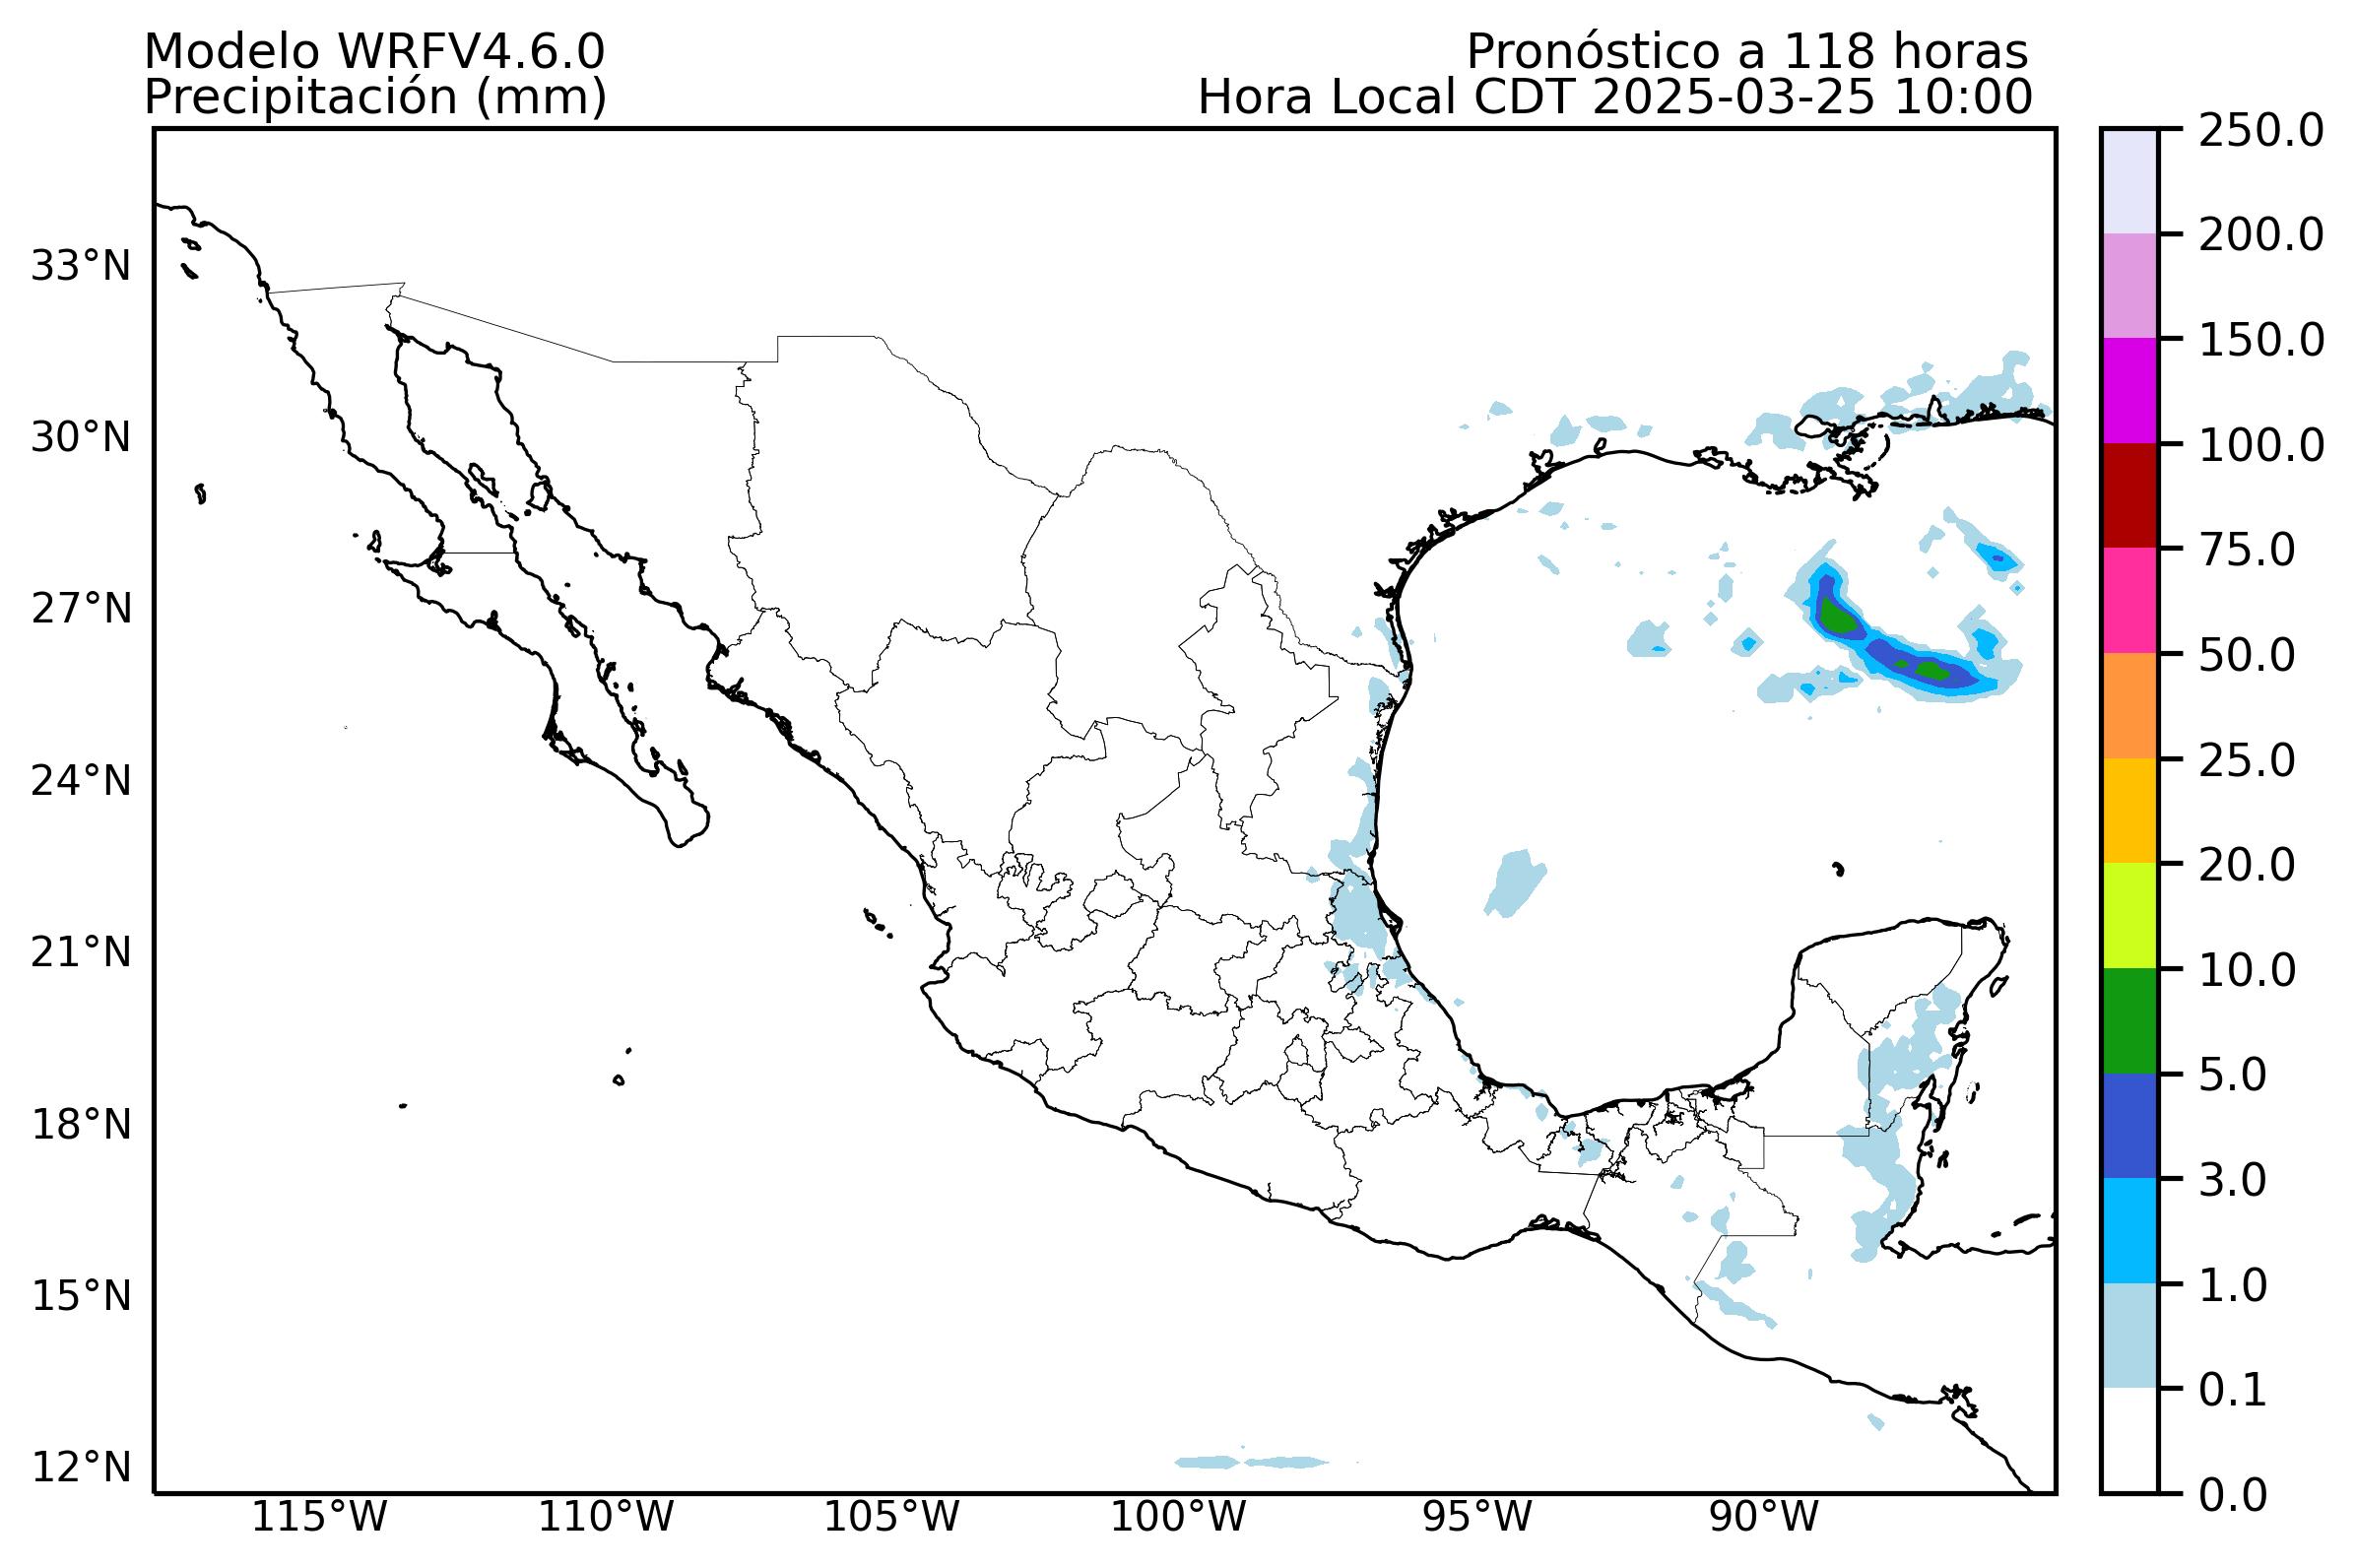 Modelo WRFV4.6.0
Precipitación (mm)
Pronóstico a 118 horas
Hora Local CDT 2025-03-25 10:00
33°N
30°N
27°N
24°N
21°N
18°N
15°N
12°N
115°W
110°W
105°W
100°W
95°W
90°W
250.0
200.0
150.0
100.0
75.0
50.0
25.0
20.0
10.0
5.0
3.0
1.0
0.1
0.0